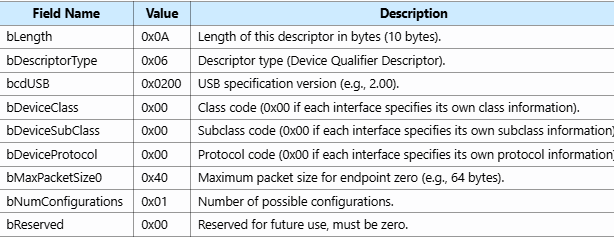 Field Name Value Description
bLength 0x0A Length of this descriptor in bytes (10 bytes).
bDescriptorType 0x06 Descriptor type (Device Qualifier Descriptor).
bcdUSB 0x0200 USB specification version (e.g., 2.00).
bDeviceClass 0x00 Class code (0x00 if each interface specifies its own class information).
bDeviceSubClass 0x00 Subclass code (0x00 if each interface specifies its own subclass information)
bDeviceProtocol 0x00 Protocol code (0x00 if each interface specifies its own protocol information)
bMaxPacketSize0 0x40 Maximum packet size for endpoint zero (e.g., 64 bytes).
bNumConfigurations 0x01 Number of possible configurations.
bReserved 0x00 Reserved for future use, must be zero.